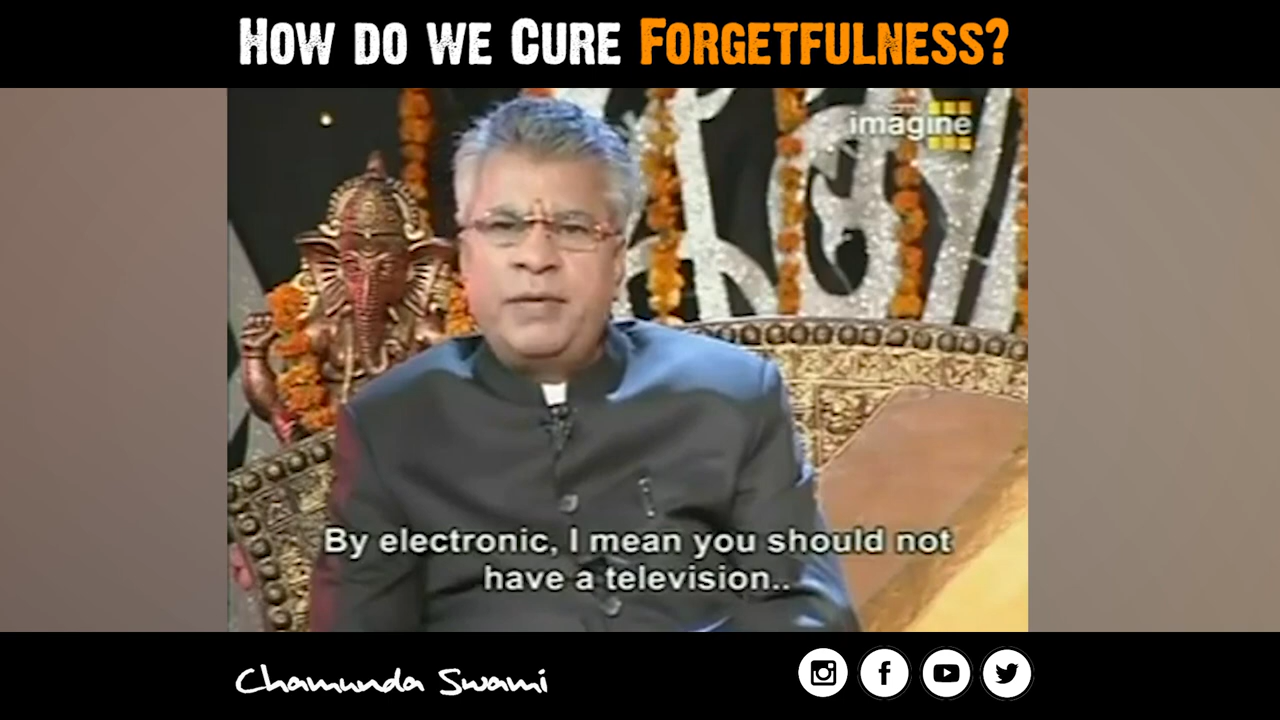 How do we Cure Forgetfulness?
imagine
By electronic, I mean you should not
have a television..
Chamunda Swami